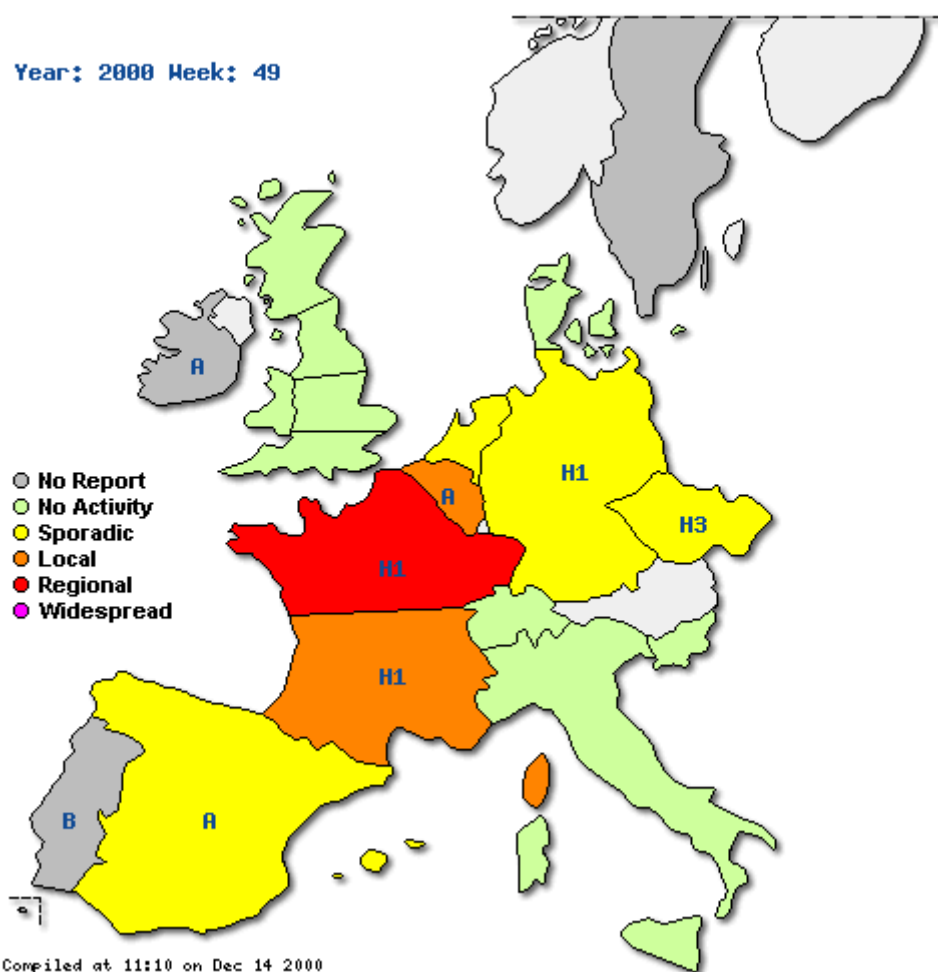 Year: 2000 Week: 49
A
No Report
No Activity
Sporadic
Local
Regional
Widespread
H1
A
H3
H1
H1
B
A
Compiled at 11:10 on Dec 14 2000